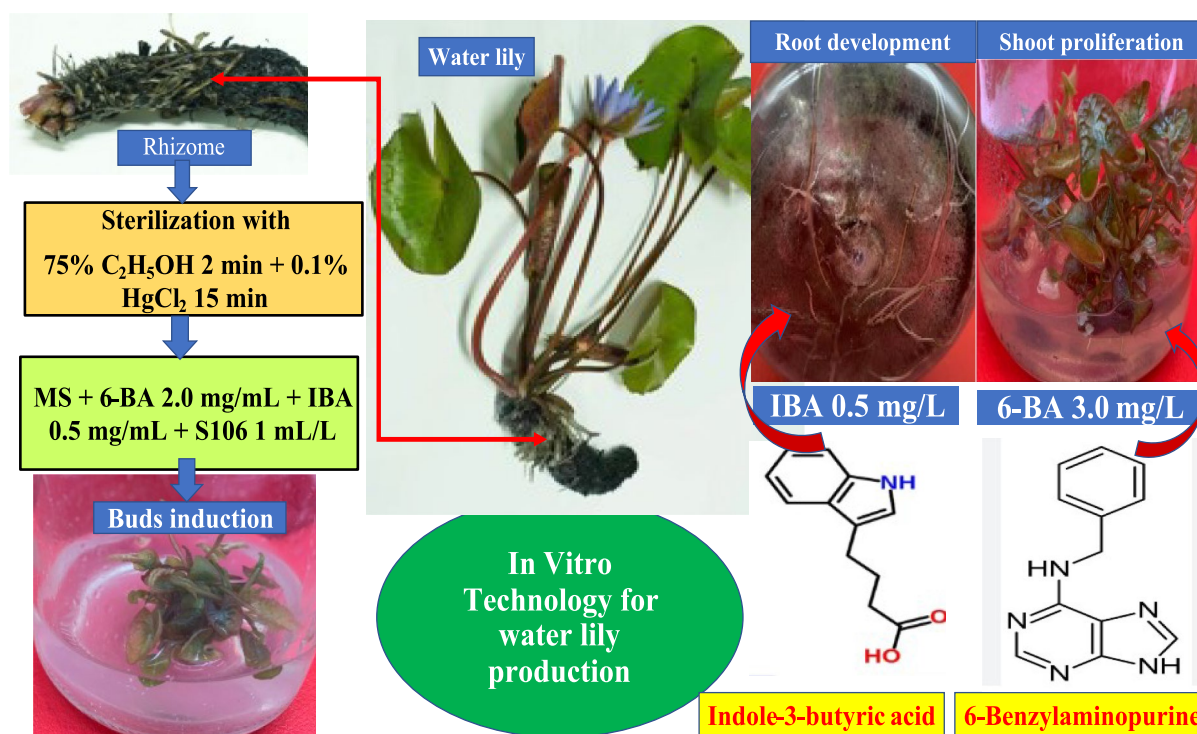 Rhizome
Sterilization with
75% C₂H₅OH 2 min + 0.1%
HgCl₂ 15 min
MS + 6-BA 2.0 mg/mL + IBA
0.5 mg/mL + S106 1 mL/L
Buds induction
Water lily
In Vitro
Technology for
water lily
production
Root development
Shoot proliferation
IBA 0.5 mg/L
6-BA 3.0 mg/L
NH
O
HO
Indole-3-butyric acid
HN
N
N
N
NH
6-Benzylaminopurine